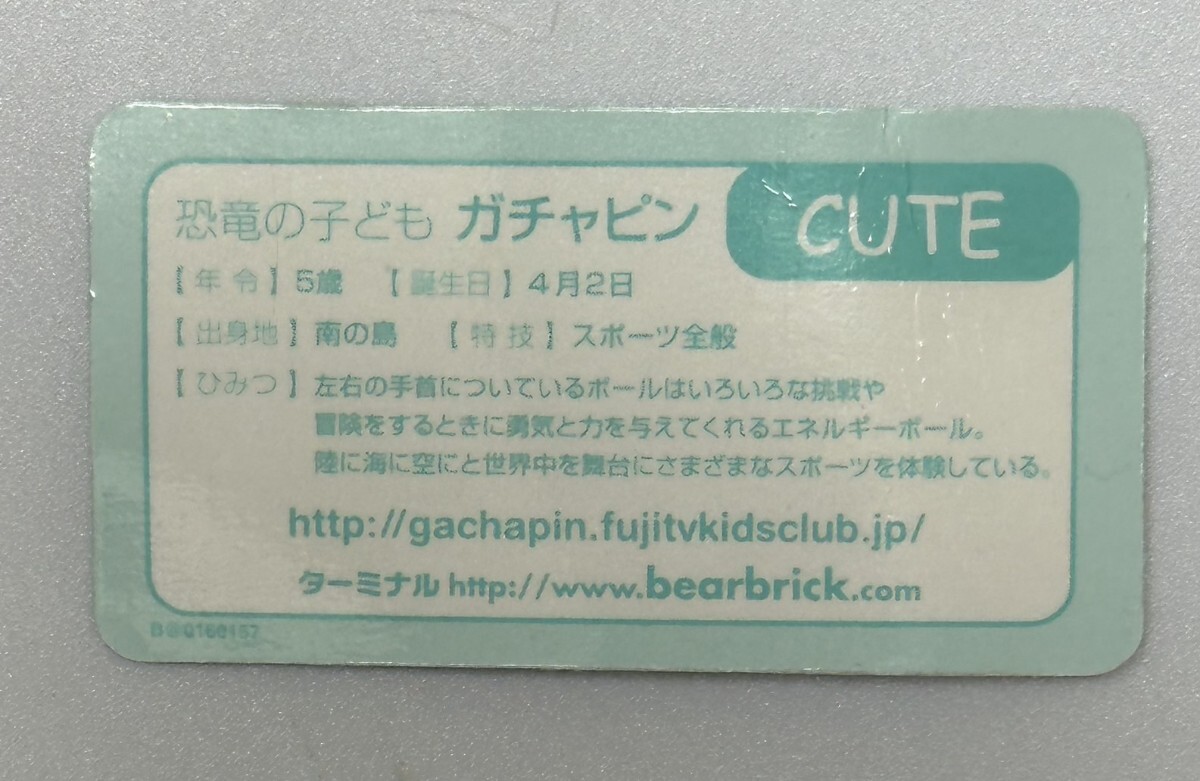 恐竜の子ども ガチャピン
CUTE
【年令】5歳 【誕生日】4月2日
【出身地】南の島 【特技】スポーツ全般
【ひみつ】左右の手首についているボールはいろいろな挑戦や
冒険をするときに勇気と力を与えてくれるエネルギーボール。
陸に海に空にと世界中を舞台にさまざまなスポーツを体験している。
http://gachapin.fujitvkidsclub.jp/
ターミナル http://www.bearbrick.com